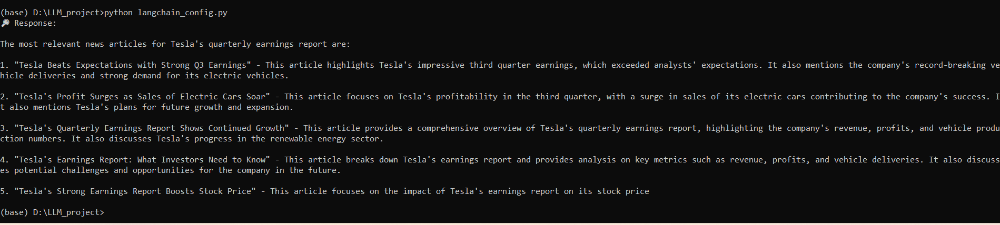 (base) D:\LLM_project>python langchain_config.py
🔎 Response:
The most relevant news articles for Tesla's quarterly earnings report are:
1. "Tesla Beats Expectations with Strong Q3 Earnings" - This article highlights Tesla's impressive third quarter earnings, which exceeded analysts' expectations. It also mentions the company's record-breaking ve
hicle deliveries and strong demand for its electric vehicles.
2. "Tesla's Profit Surges as Sales of Electric Cars Soar" - This article focuses on Tesla's profitability in the third quarter, with a surge in sales of its electric cars contributing to the company's success. I
t also mentions Tesla's plans for future growth and expansion.
3. "Tesla's Quarterly Earnings Report Shows Continued Growth" - This article provides a comprehensive overview of Tesla's quarterly earnings report, highlighting the company's revenue, profits, and vehicle produ
ction numbers. It also discusses Tesla's progress in the renewable energy sector.
4. "Tesla's Earnings Report: What Investors Need to Know" - This article breaks down Tesla's earnings report and provides analysis on key metrics such as revenue, profits, and vehicle deliveries. It also discuss
es potential challenges and opportunities for the company in the future.
5. "Tesla's Strong Earnings Report Boosts Stock Price" - This article focuses on the impact of Tesla's earnings report on its stock price
(base) D:\LLM_project>